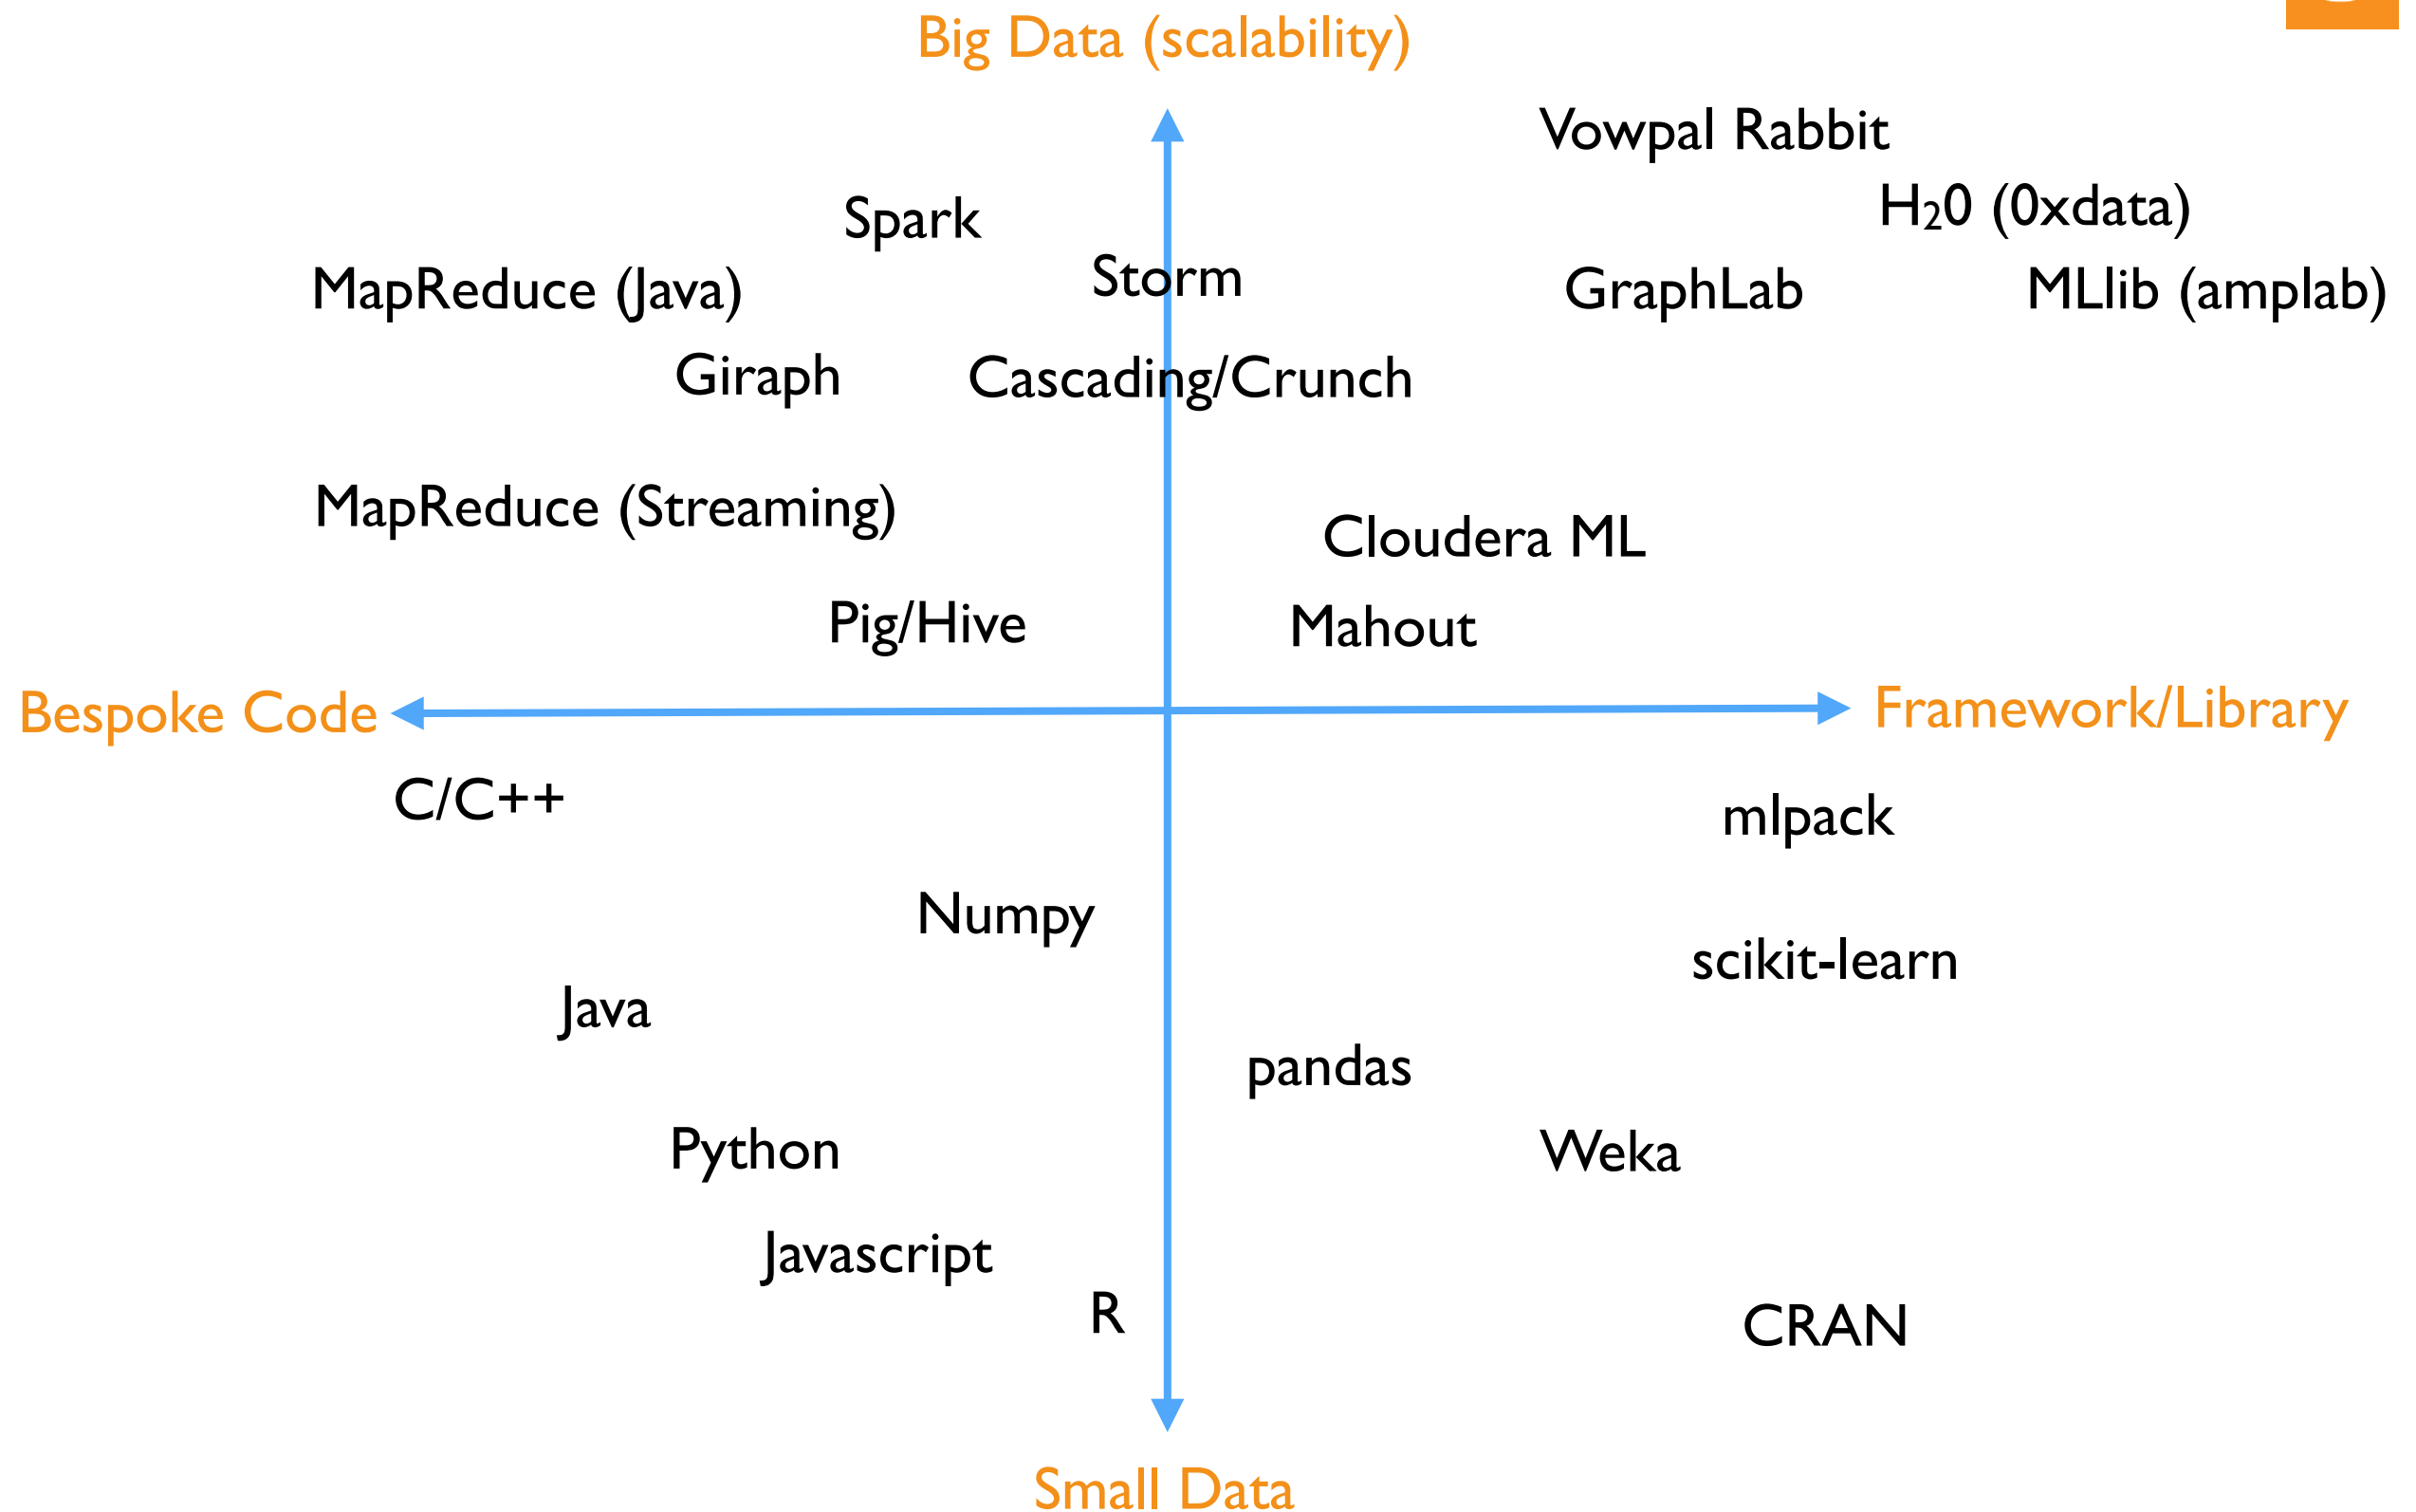 Big Data (scalability)
Vowpal Rabbit
H20 (0xdata)
Spark
Storm
MapReduce (Java)
GraphLab
MLlib (amplab)
Giraph
Cascading/Crunch
MapReduce (Streaming)
Cloudera ML
Pig/Hive
Mahout
Bespoke Code
Framework/Library
C/C++
mlpack
Numpy
scikit-learn
Java
pandas
Python
Weka
Javascript
R
CRAN
Small Data